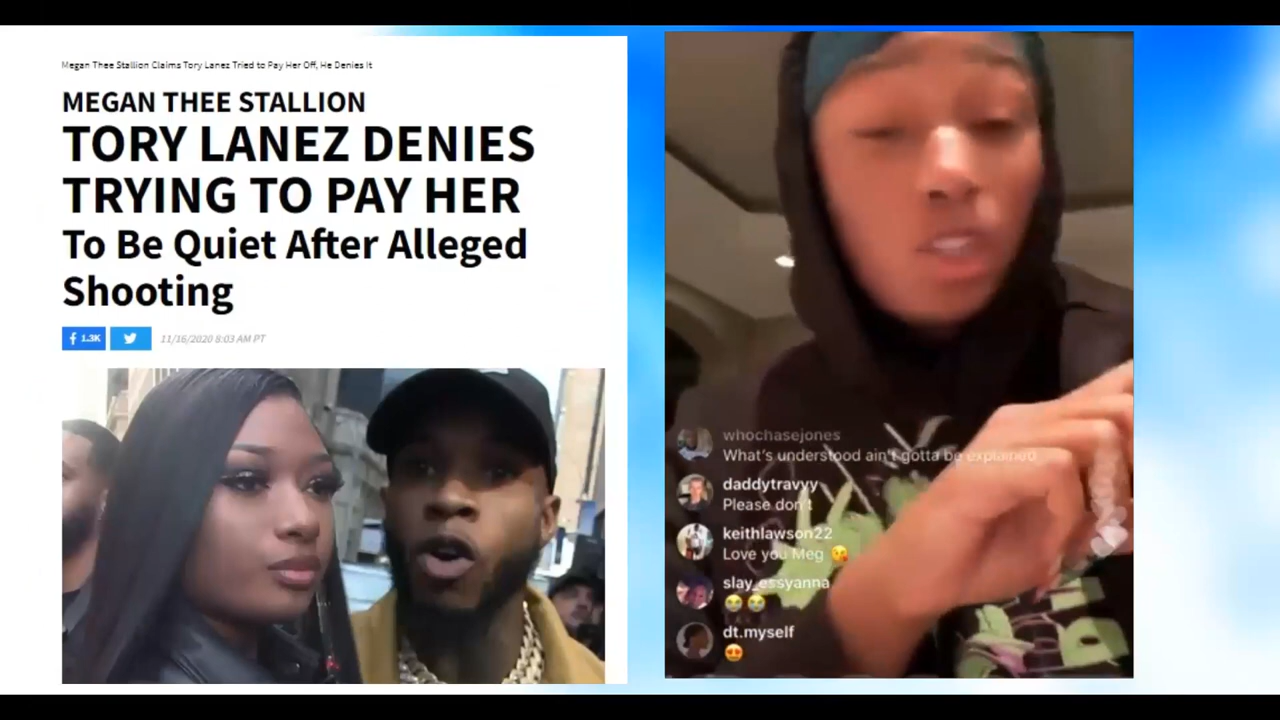 Megan Thee Stallion Claims Tory Lanez Tried to Pay Her Off, He Denies It
MEGAN THEE STALLION
TORY LANEZ DENIES
TRYING TO PAY HER
To Be Quiet After Alleged
Shooting
1.3K
11/16/2020 8:03 AM PT
whochasejones
What's understood ain't gotta be explained
daddytravyy
Please don't
keithlawson22
Love you Meg 😘
slay_essyanna
😭😭
dt.myself
😍